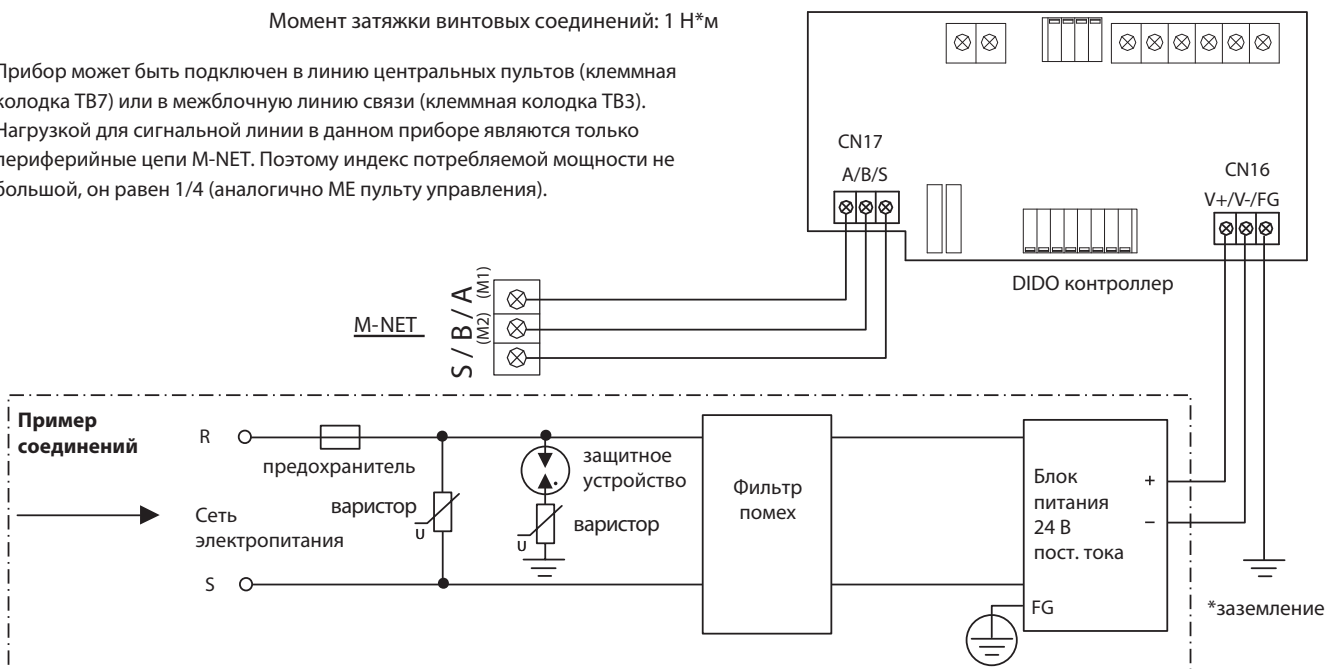 Момент затяжки винтовых соединений: 1 Н*м
Прибор может быть подключен в линию центральных пультов (клеммная
колодка TB7) или в межблочную линию связи (клеммная колодка TB3).
Нагрузкой для сигнальной линии в данном приборе являются только
периферийные цепи M-NET. Поэтому индекс потребляемой мощности не
большой, он равен 1/4 (аналогично МЕ пульту управления).
CN17
A/B/S
CN16
V+/V-/FG
DIDO контроллер
M-NET
S / B / A
(M2) (M1)
Пример
соединений
R
предохранитель
варистор
U
защитное
устройство
варистор
U
Сеть
электропитания
S
Фильтр
помех
Блок
питания
24 В
пост. тока
+
–
FG
*заземление